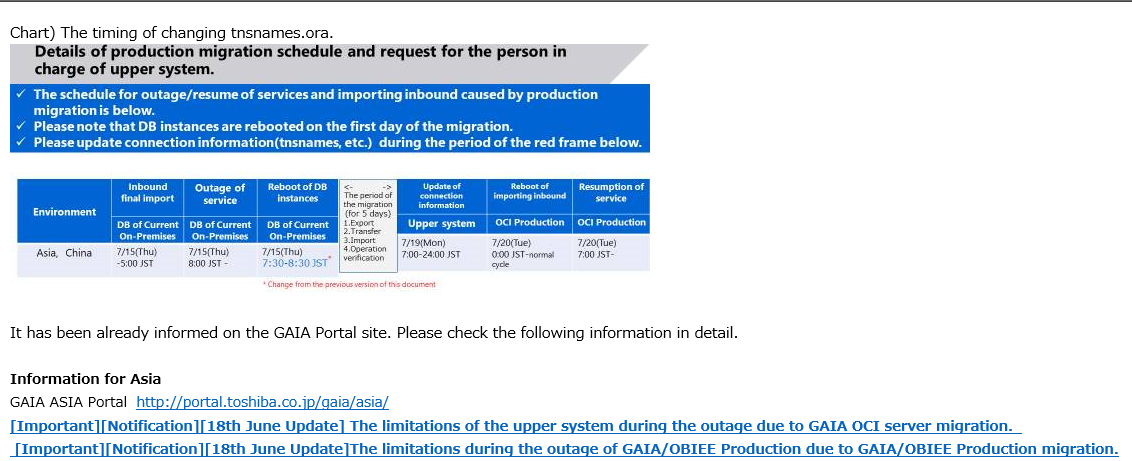 Chart) The timing of changing tnsnames.ora.
Details of production migration schedule and request for the person in
charge of upper system.
✓ The schedule for outage/resume of services and importing inbound caused by production
migration is below.
✓ Please note that DB instances are rebooted on the first day of the migration.
✓ Please update connection information(tnsnames, etc.) during the period of the red frame below.
Environment
Inbound
final import
Outage of
service
Reboot of DB
instances
<- ->
The period of
the migration
(for 5 days)
1.Export
2.Transfer
3.Import
4.Operation
verification
Update of
connection
information
Reboot of
importing inbound
Resumption of
service
DB of Current
On-Premises
DB of Current
On-Premises
DB of Current
On-Premises
Upper system
OCI Production
OCI Production
Asia, China
7/15(Thu)
-5:00 JST
7/15(Thu)
8:00 JST -
7/15(Thu)
7:30-8:30 JST*
7/19(Mon)
7:00-24:00 JST
7/20(Tue)
0:00 JST-normal
cycle
7/20(Tue)
7:00 JST-
* Change from the previous version of this document
It has been already informed on the GAIA Portal site. Please check the following information in detail.
Information for Asia
GAIA ASIA Portal http://portal.toshiba.co.jp/gaia/asia/
[Important][Notification][18th June Update] The limitations of the upper system during the outage due to GAIA OCI server migration.
[Important][Notification][18th June Update]The limitations during the outage of GAIA/OBIEE Production due to GAIA/OBIEE Production migration.